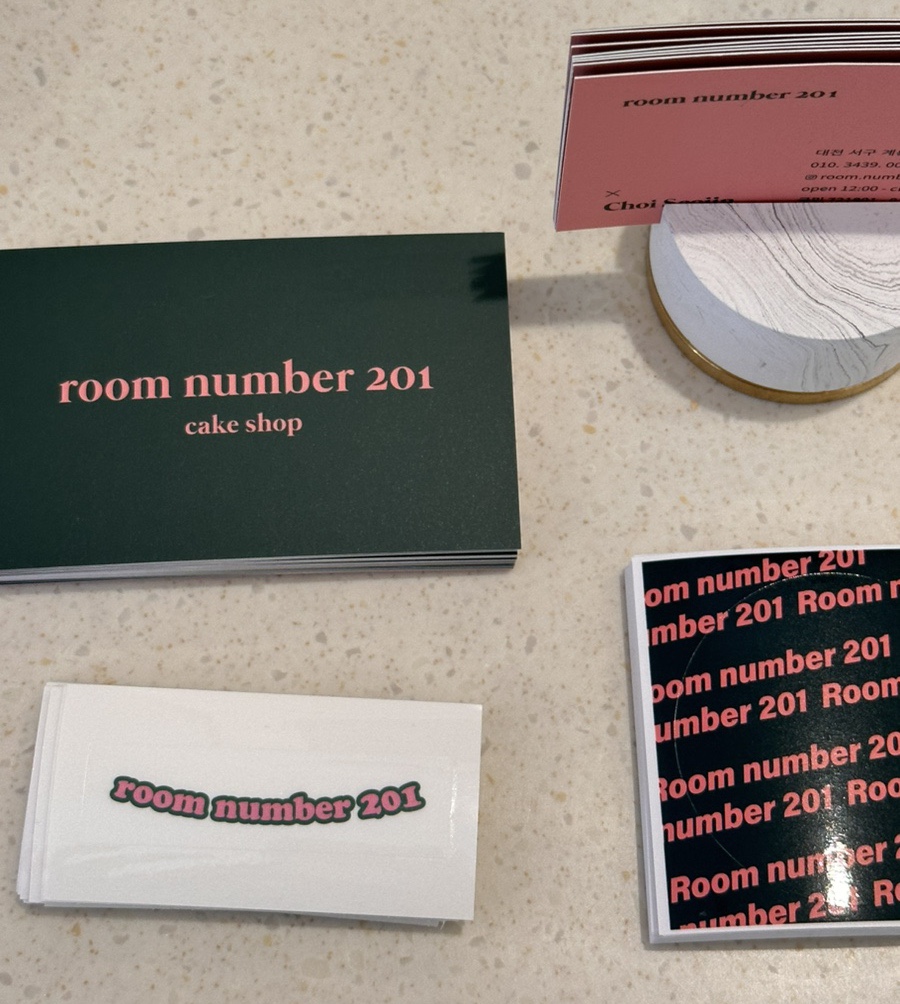 room number 201
대전 서구
010. 3439.
room.numb
open 12:00 -
Choi Seojin
room number 201
cake shop
room number 201
om number 201
mber 201 Room
oom number 201
umber 201 Room
Room number
number 201 Roo
Room number
number 201